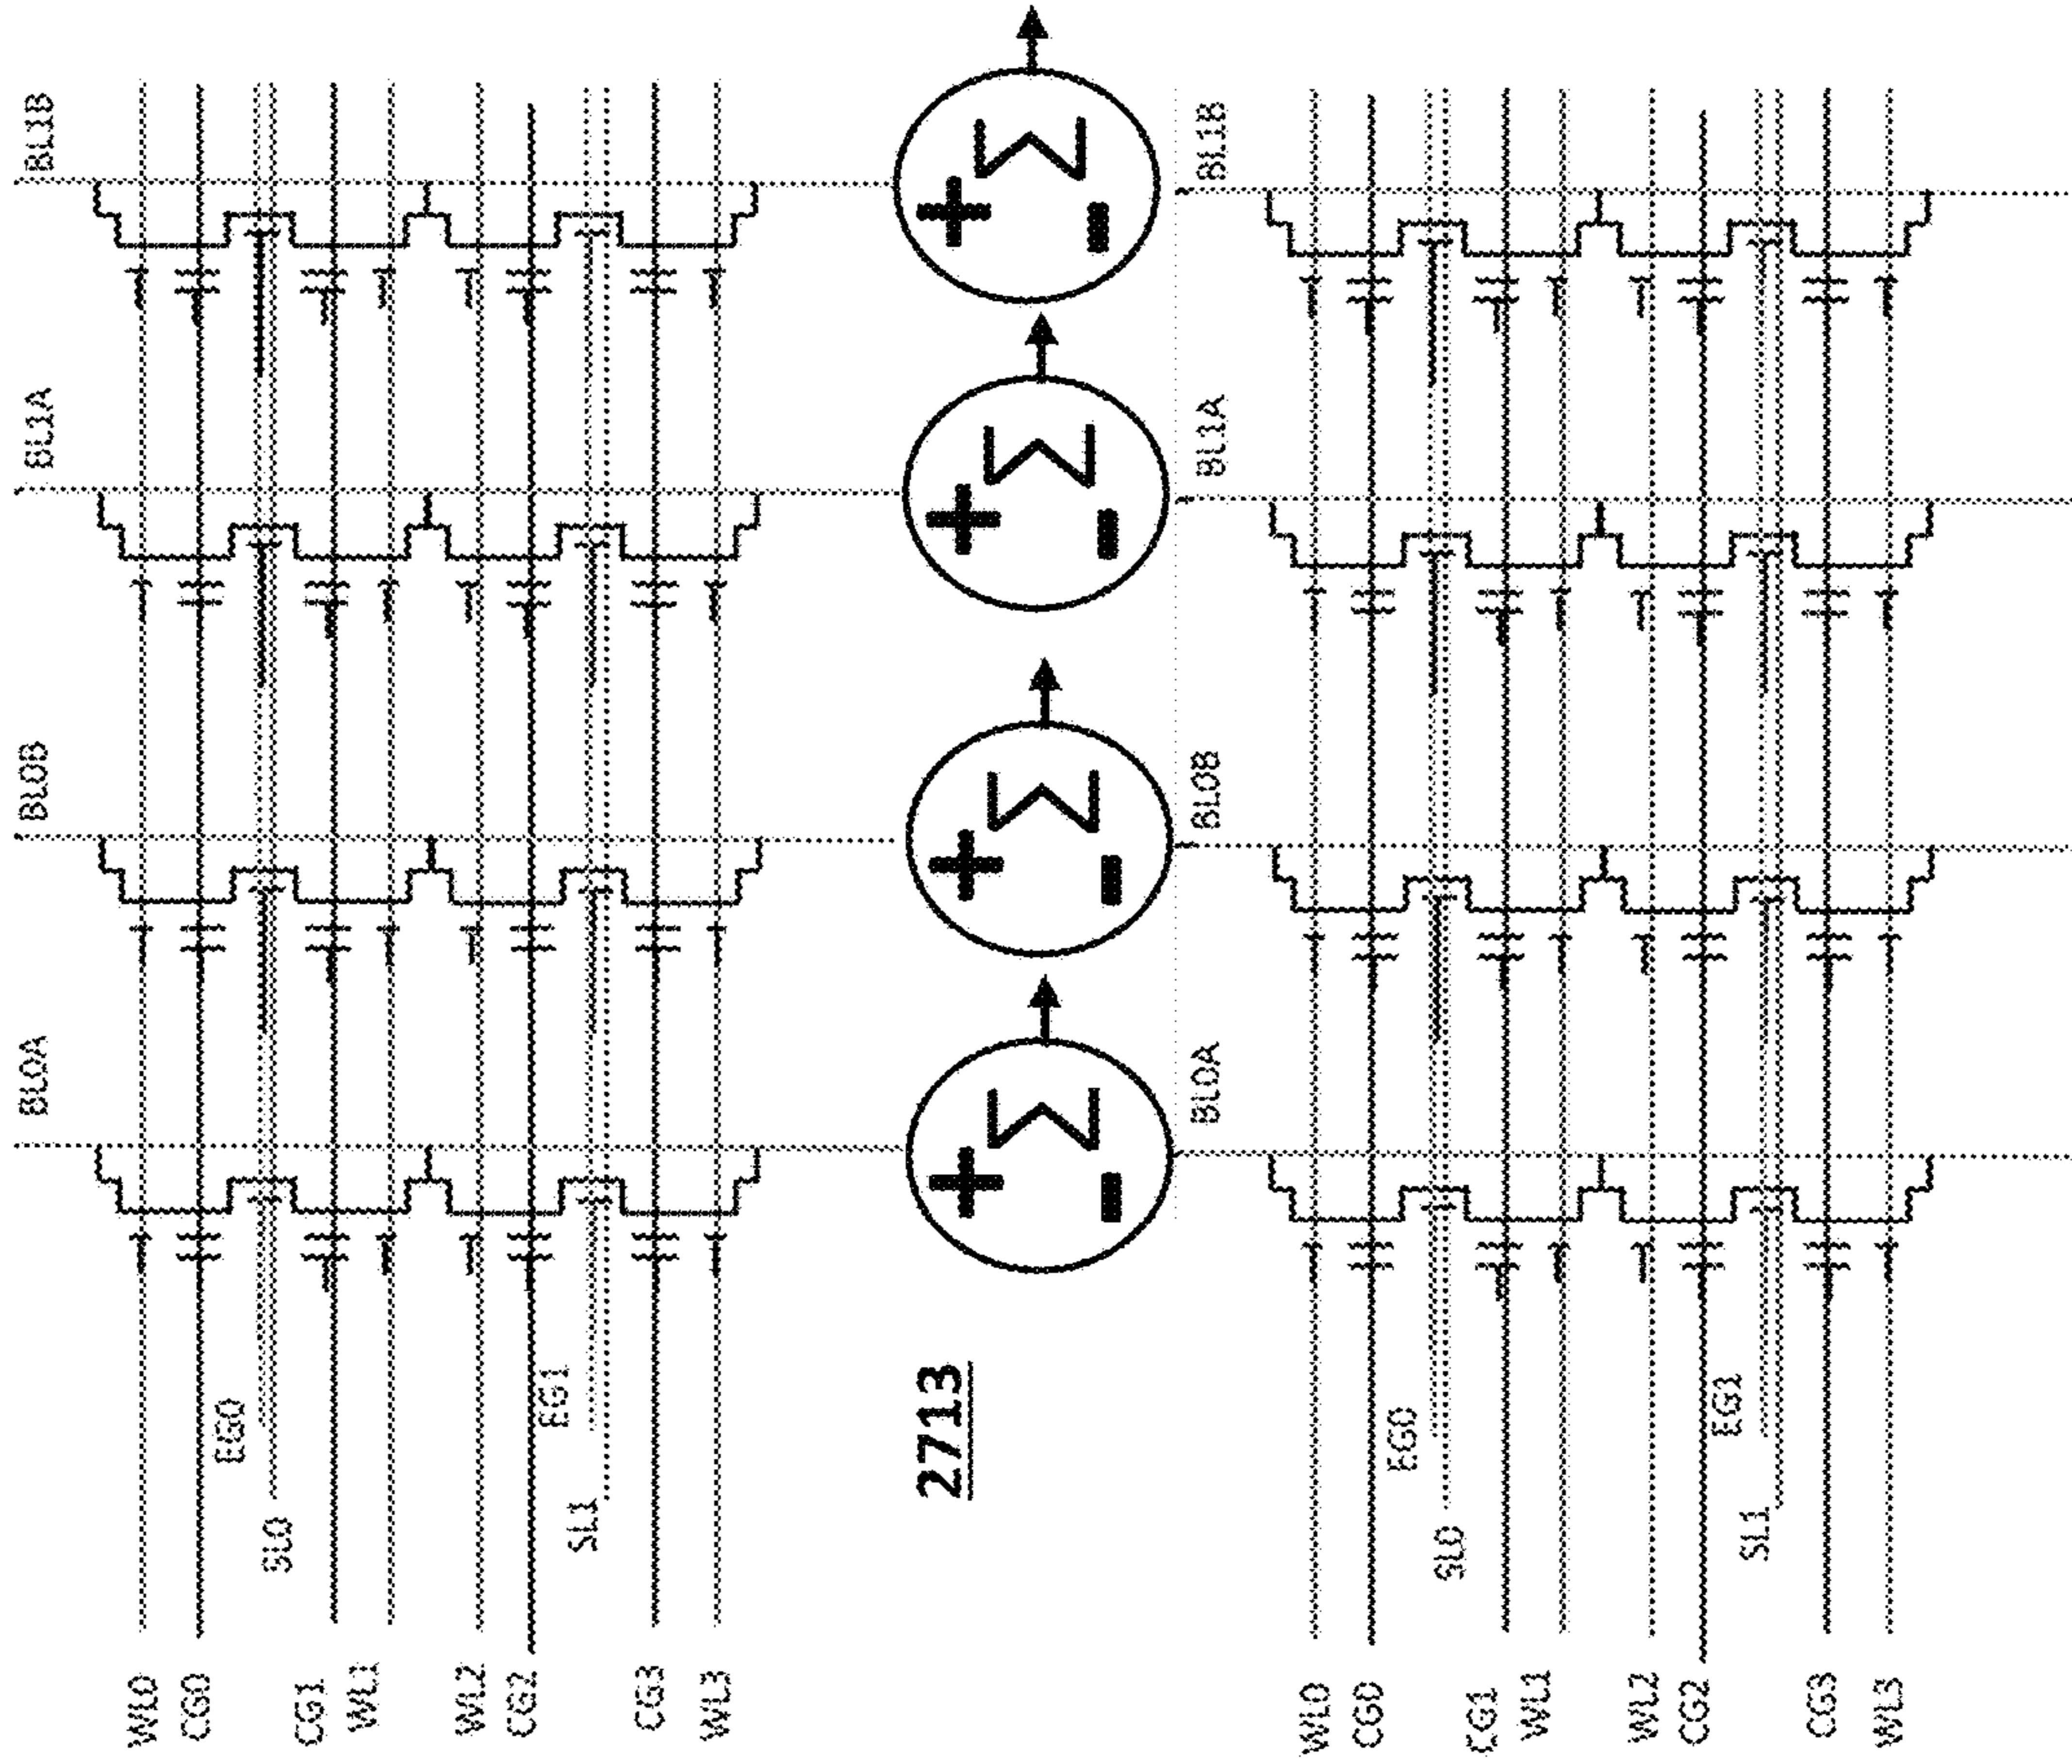 BL0A BL0B BL1A BL1B
WL0
CG0
EG0
SL0
CG1
WL1
WL2
CG2
EG1
SL1
CG3
WL3
2713
+ + + +
Σ Σ Σ Σ
- - - -
BL0A BL0B BL1A BL1B
WL0
CG0
EG0
SL0
CG1
WL1
WL2
CG2
EG1
SL1
CG3
WL3